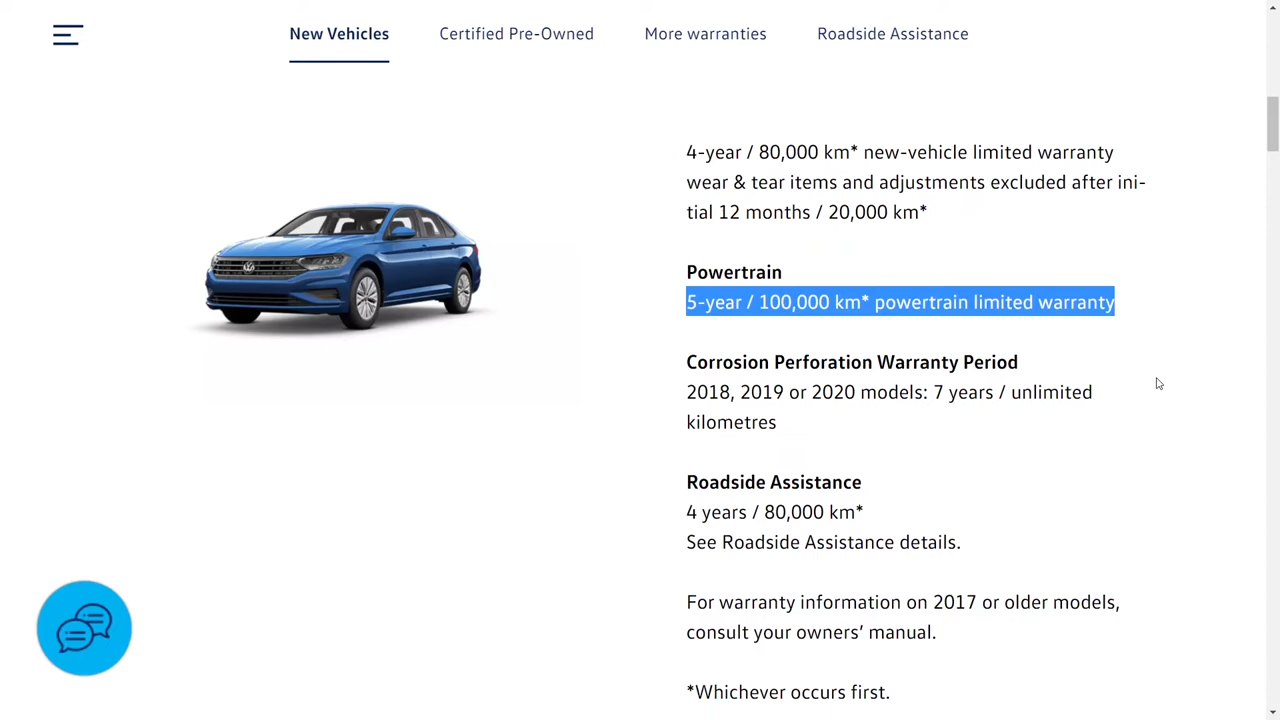 New Vehicles
Certified Pre-Owned
More warranties
Roadside Assistance
4-year / 80,000 km* new-vehicle limited warranty
wear & tear items and adjustments excluded after ini-
tial 12 months / 20,000 km*
Powertrain
5-year / 100,000 km* powertrain limited warranty
Corrosion Perforation Warranty Period
2018, 2019 or 2020 models: 7 years / unlimited
kilometres
Roadside Assistance
4 years / 80,000 km*
See Roadside Assistance details.
For warranty information on 2017 or older models,
consult your owners’ manual.
*Whichever occurs first.